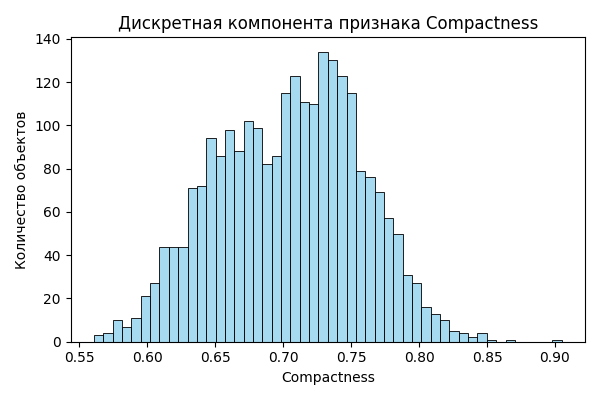 Дискретная компонента признака Compactness
Количество объектов
140
120
100
80
60
40
20
0
0.55 0.60 0.65 0.70 0.75 0.80 0.85 0.90
Compactness